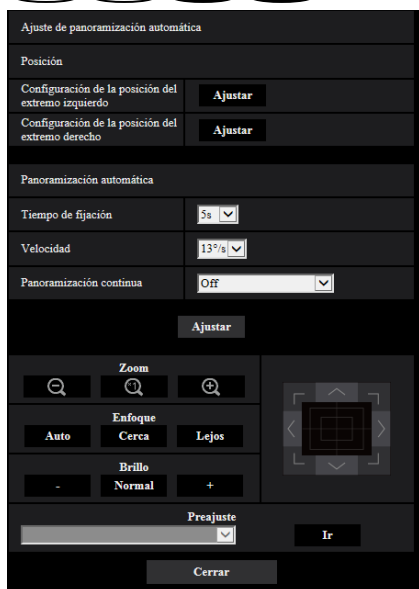 Ajuste de panoramización automática
Posición
Configuración de la posición del
extremo izquierdo
Ajustar
Configuración de la posición del
extremo derecho
Ajustar
Panoramización automática
Tiempo de fijación
5s
Velocidad
13°/s
Panoramización continua
Off
Ajustar
Zoom
×1
Enfoque
Auto Cerca Lejos
Brillo
- Normal +
Preajuste
Ir
Cerrar